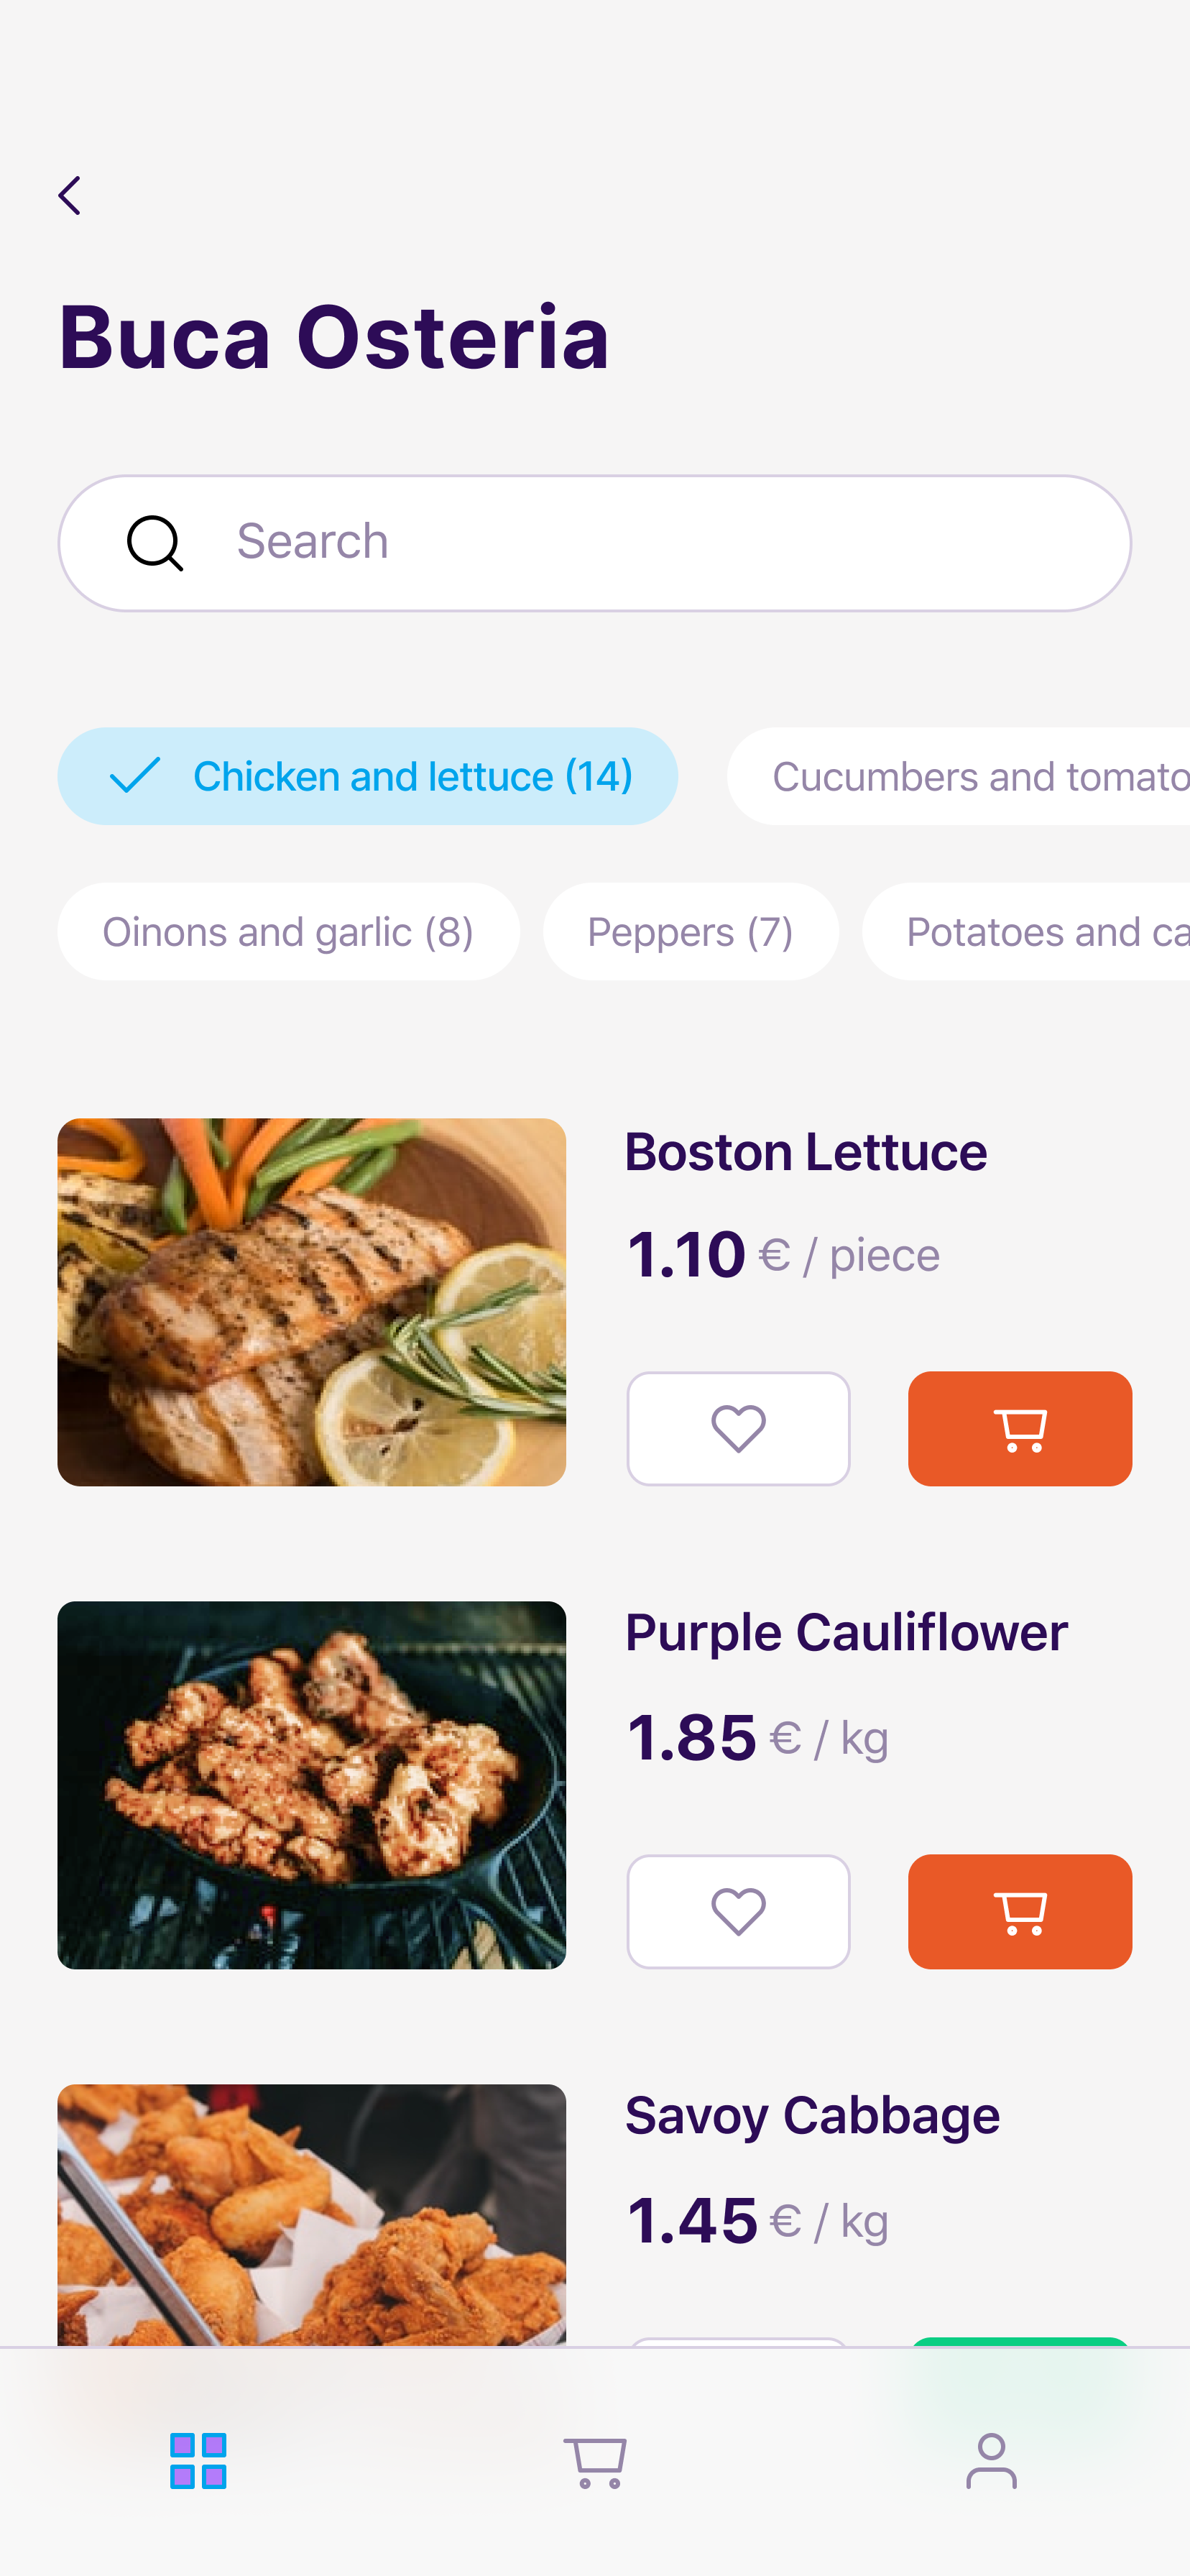 Buca Osteria
Search
Chicken and lettuce (14)
Cucumbers and tomato
Oinons and garlic (8)
Peppers (7)
Potatoes and ca
Boston Lettuce
1.10 € / piece
Purple Cauliflower
1.85 € / kg
Savoy Cabbage
1.45 € / kg